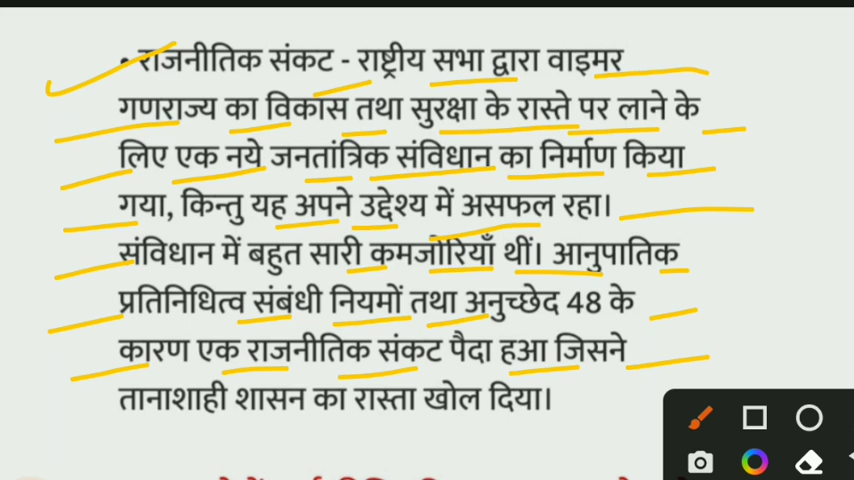 • राजनीतिक संकट - राष्ट्रीय सभा द्वारा वाइमर
गणराज्य का विकास तथा सुरक्षा के रास्ते पर लाने के
लिए एक नये जनतांत्रिक संविधान का निर्माण किया
गया, किन्तु यह अपने उद्देश्य में असफल रहा।
संविधान में बहुत सारी कमजोरियाँ थीं। आनुपातिक
प्रतिनिधित्व संबंधी नियमों तथा अनुच्छेद 48 के
कारण एक राजनीतिक संकट पैदा हआ जिसने
तानाशाही शासन का रास्ता खोल दिया।